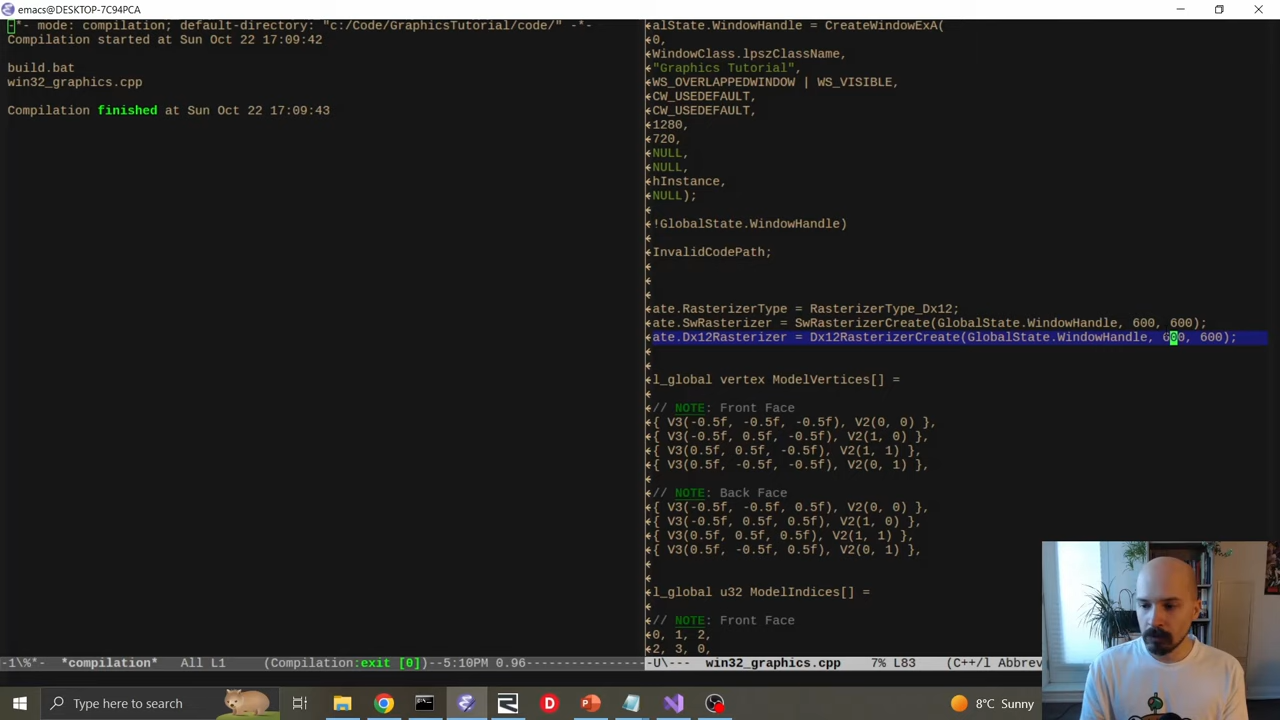 emacs@DESKTOP-7C94PCA
-*- mode: compilation; default-directory: "c:/Code/GraphicsTutorial/code/" -*-
Compilation started at Sun Oct 22 17:09:42
build.bat
win32_graphics.cpp
Compilation finished at Sun Oct 22 17:09:43
alState.WindowHandle = CreateWindowExA(
0,
WindowClass.lpszClassName,
"Graphics Tutorial",
WS_OVERLAPPEDWINDOW | WS_VISIBLE,
CW_USEDEFAULT,
CW_USEDEFAULT,
1280,
720,
NULL,
NULL,
hInstance,
NULL);
!GlobalState.WindowHandle)
InvalidCodePath;
ate.RasterizerType = RasterizerType_Dx12;
ate.SwRasterizer = SwRasterizerCreate(GlobalState.WindowHandle, 600, 600);
ate.Dx12Rasterizer = Dx12RasterizerCreate(GlobalState.WindowHandle, 600, 600);
l_global vertex ModelVertices[] =
// NOTE: Front Face
{ V3(-0.5f, -0.5f, -0.5f), V2(0, 0) },
{ V3(-0.5f, 0.5f, -0.5f), V2(1, 0) },
{ V3(0.5f, 0.5f, -0.5f), V2(1, 1) },
{ V3(0.5f, -0.5f, -0.5f), V2(0, 1) },
// NOTE: Back Face
{ V3(-0.5f, -0.5f, 0.5f), V2(0, 0) },
{ V3(-0.5f, 0.5f, 0.5f), V2(1, 0) },
{ V3(0.5f, 0.5f, 0.5f), V2(1, 1) },
{ V3(0.5f, -0.5f, 0.5f), V2(0, 1) },
l_global u32 ModelIndices[] =
// NOTE: Front Face
0, 1, 2,
2, 3, 0,
-1\%*- *compilation* All L1 (Compilation:exit [0])--5:10PM 0.96---------------
-U\--- win32_graphics.cpp 7% L83 (C++/l Abbrev
Type here to search
8°C Sunny